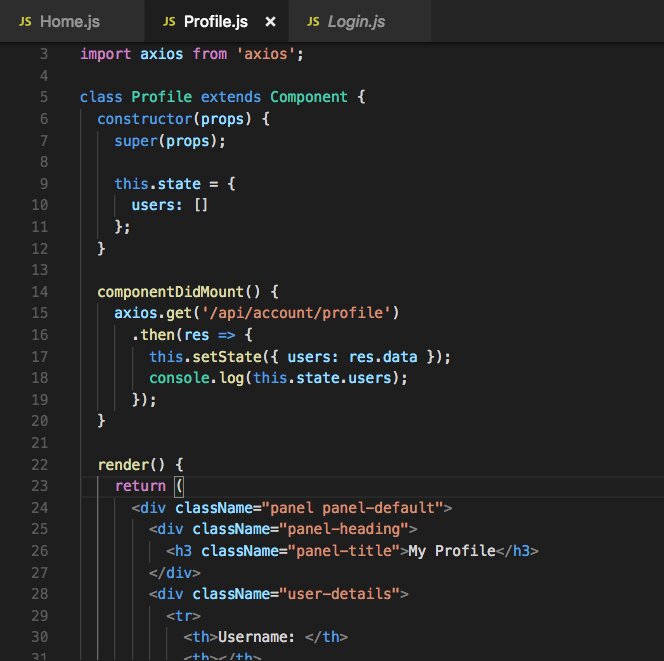 JS Home.js JS Profile.js × JS Login.js
3 import axios from 'axios';
4
5 class Profile extends Component {
6 constructor(props) {
7 super(props);
8
9 this.state = {
10 users: []
11 };
12 }
13
14 componentDidMount() {
15 axios.get('/api/account/profile')
16 .then(res => {
17 this.setState({ users: res.data });
18 console.log(this.state.users);
19 });
20 }
21
22 render() {
23 return (
24 <div className="panel panel-default">
25 <div className="panel-heading">
26 <h3 className="panel-title">My Profile</h3>
27 </div>
28 <div className="user-details">
29 <tr>
30 <th>Username: </th>
31 <th></th>